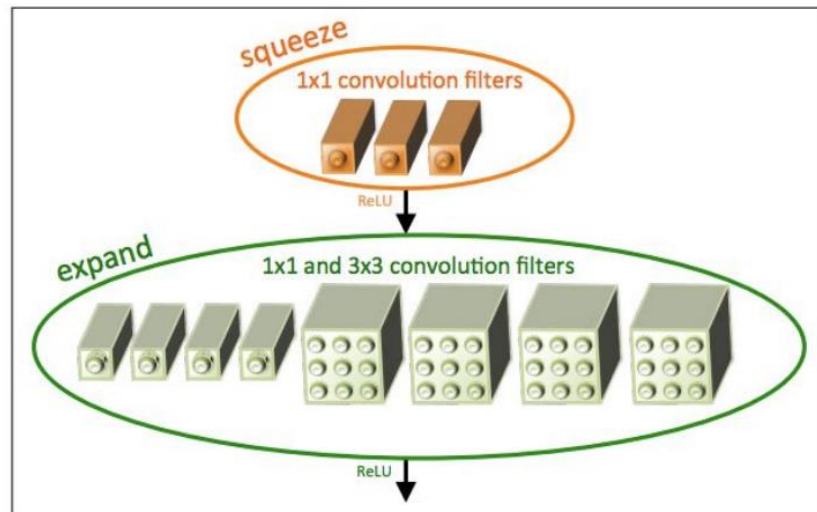 squeeze
1x1 convolution filters
ReLU
expand
1x1 and 3x3 convolution filters
ReLU